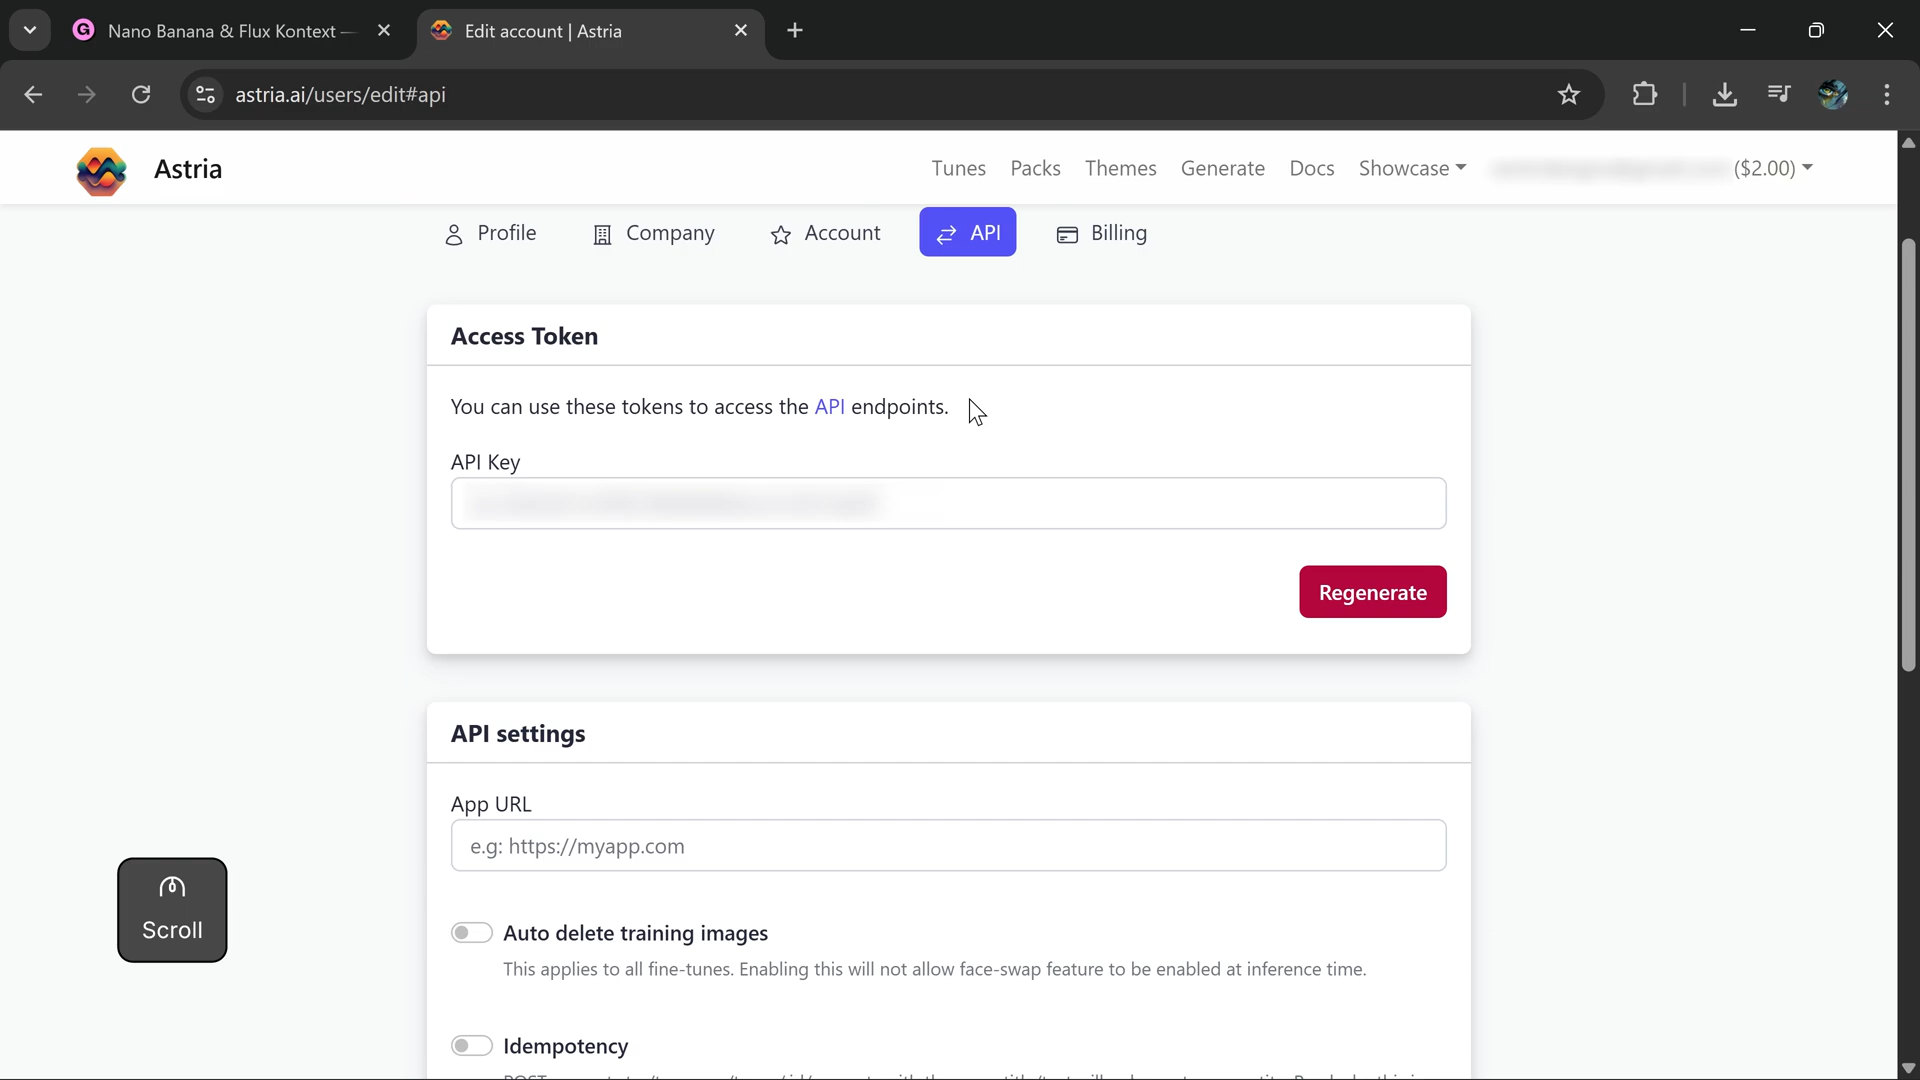 Nano Banana & Flux Kontext —
Edit account | Astria
astria.ai/users/edit#api
Astria
Tunes
Packs
Themes
Generate
Docs
Showcase
($2.00)
Profile
Company
Account
API
Billing
Access Token
You can use these tokens to access the API endpoints.
API Key
Regenerate
API settings
App URL
e.g: https://myapp.com
Auto delete training images
This applies to all fine-tunes. Enabling this will not allow face-swap feature to be enabled at inference time.
Scroll
Idempotency